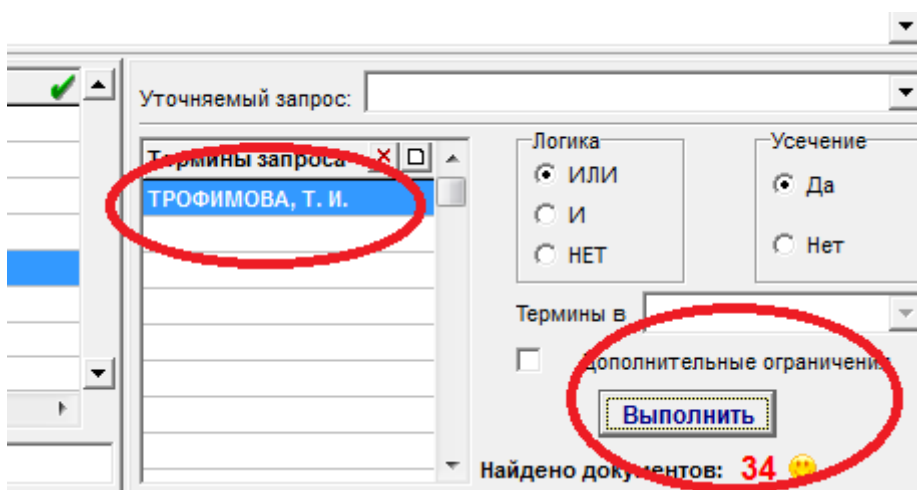 Уточняемый запрос:
Термины запроса
ТРОФИМОВА, Т. И.
Логика
ИЛИ
И
НЕТ
Усечение
Да
Нет
Термины в
Дополнительные ограничения
Выполнить
Найдено документов: 34